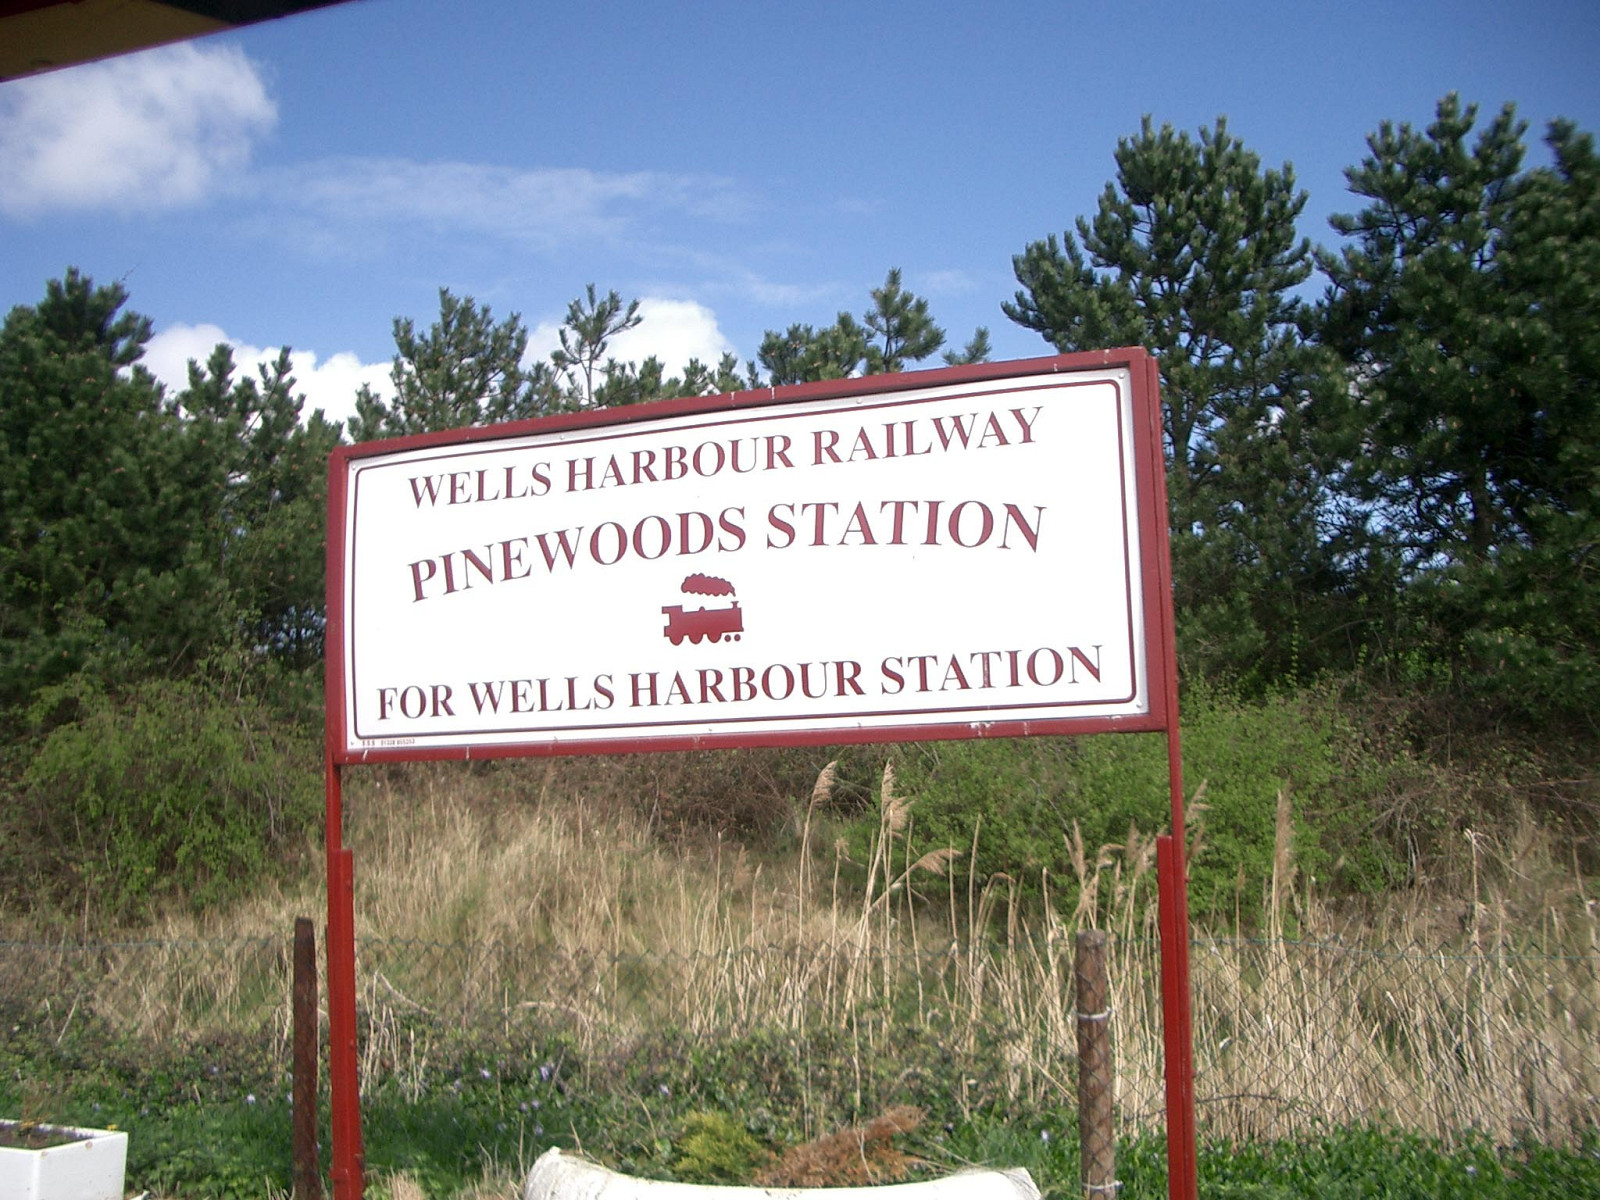 WELLS HARBOUR RAILWAY
PINEWOODS STATION
FOR WELLS HARBOUR STATION